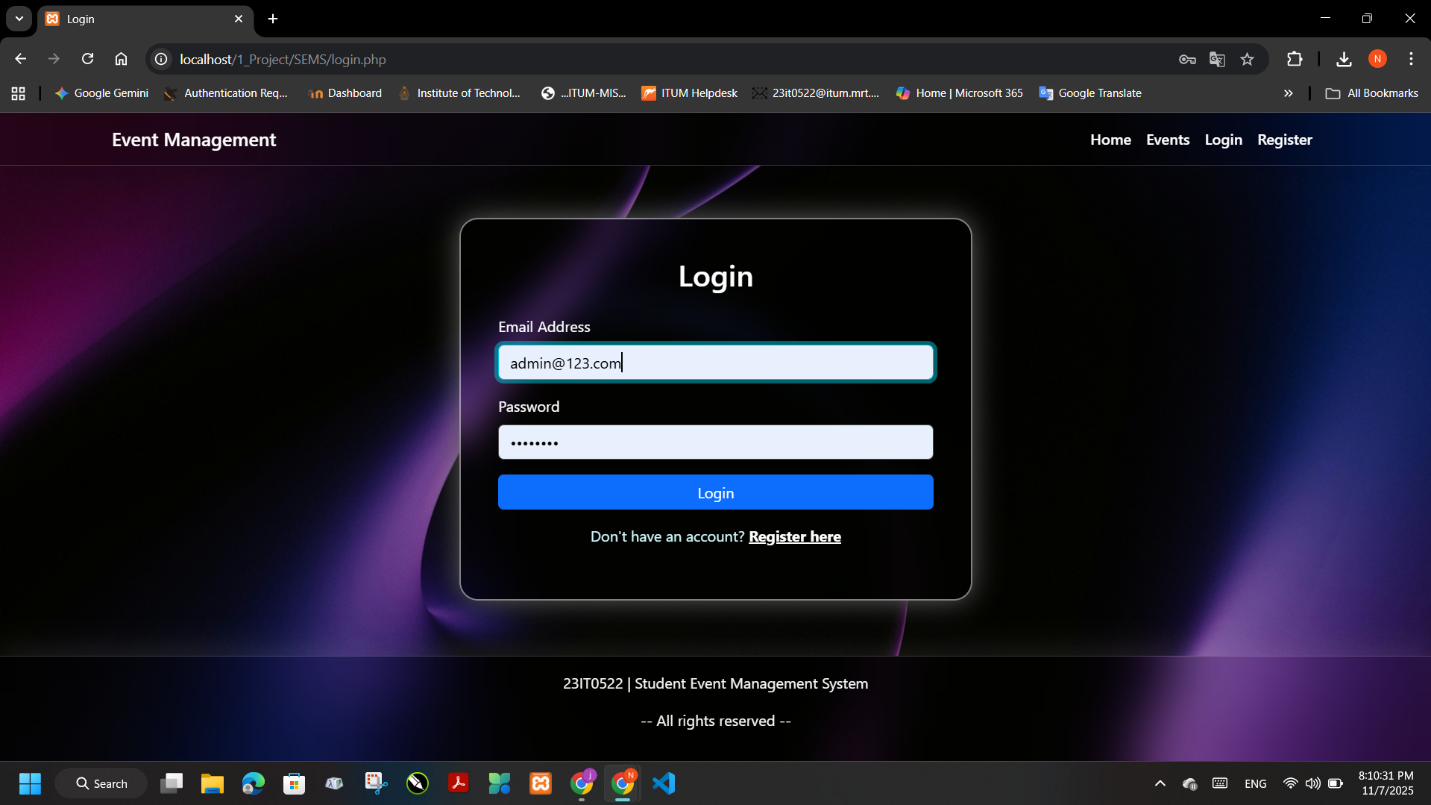 Login
localhost/1_Project/SEMS/login.php
N
Google Gemini
Authentication Req...
Dashboard
Institute of Technol...
...ITUM-MIS...
ITUM Helpdesk
23it0522@itum.mrt....
Home | Microsoft 365
Google Translate
»
All Bookmarks
Event Management
Home
Events
Login
Register
Login
Email Address
admin@123.com
Password
••••••••
Login
Don't have an account? Register here
23IT0522 | Student Event Management System
-- All rights reserved --
Search
J
N
ENG
8:10:31 PM
11/7/2025